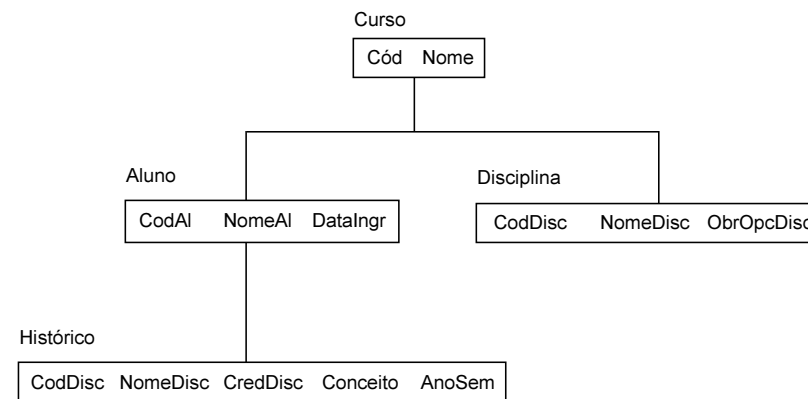 Curso
Cód Nome
Aluno
CodAl NomeAl DataIngr
Disciplina
CodDisc NomeDisc ObrOpcDisc
Histórico
CodDisc NomeDisc CredDisc Conceito AnoSem